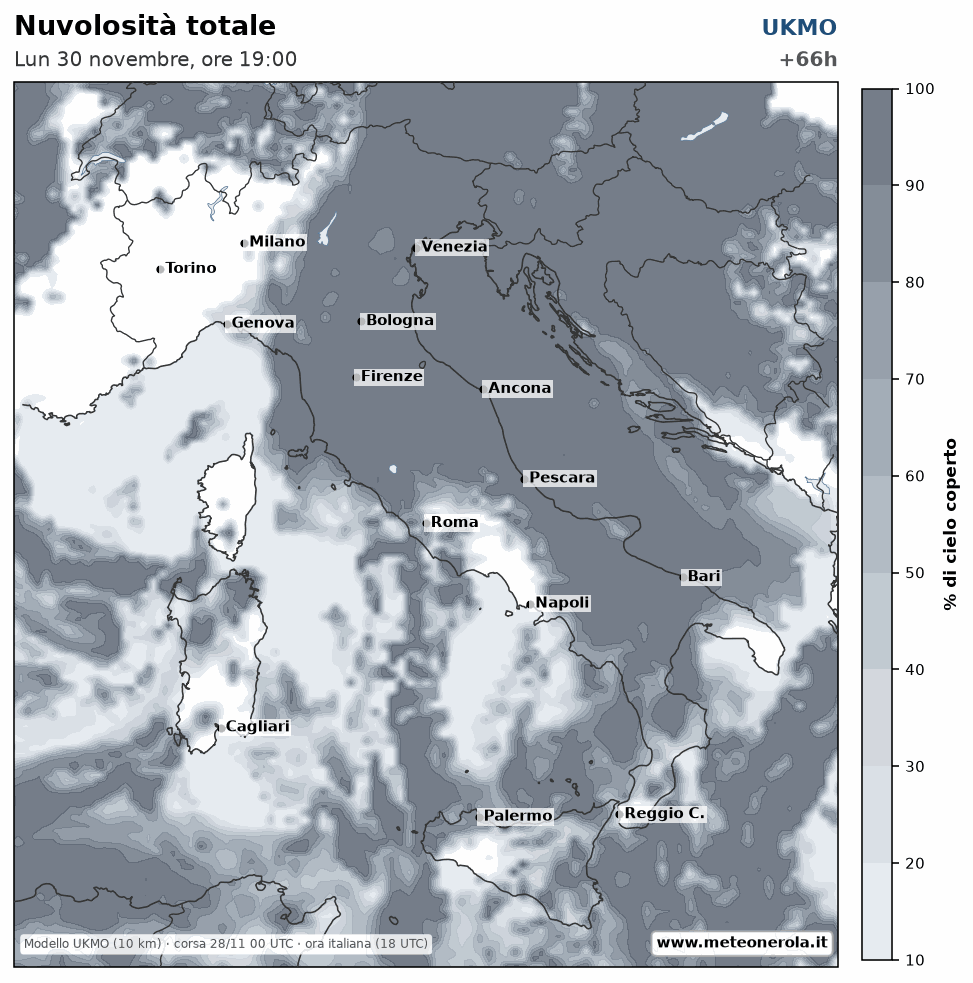 Nuvolosità totale
UKMO
Lun 30 novembre, ore 19:00
+66h
Milano
Venezia
Torino
Genova
Bologna
Firenze
Ancona
Pescara
Roma
Bari
Napoli
Cagliari
Palermo
Reggio C.
100
90
80
70
60
50
40
30
20
10
% di cielo coperto
Modello UKMO (10 km) · corsa 28/11 00 UTC · ora italiana (18 UTC)
www.meteonerola.it